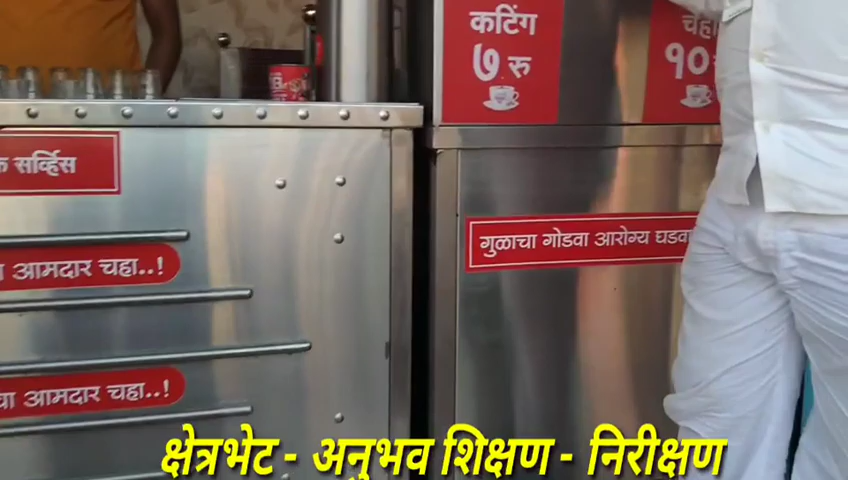 कटिंग
७ रु
चहा
१० रु
सर्व्हिस
गुळाचा गोडवा आरोग्य घडवा
आमदार चहा..!
चा आमदार चहा..!
क्षेत्रभेट - अनुभव शिक्षण - निरीक्षण